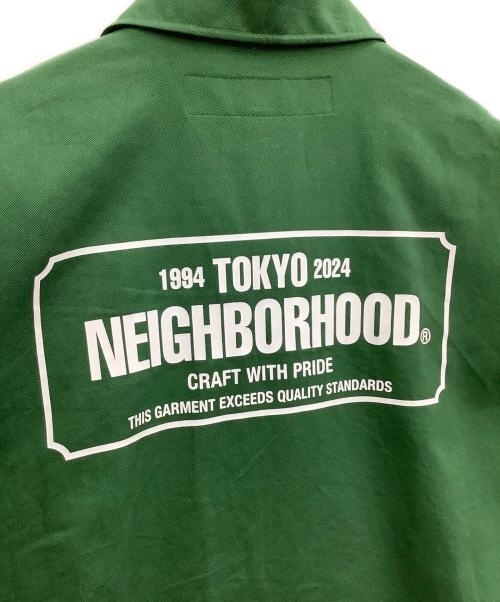 1994 TOKYO 2024
NEIGHBORHOOD®
CRAFT WITH PRIDE
THIS GARMENT EXCEEDS QUALITY STANDARDS